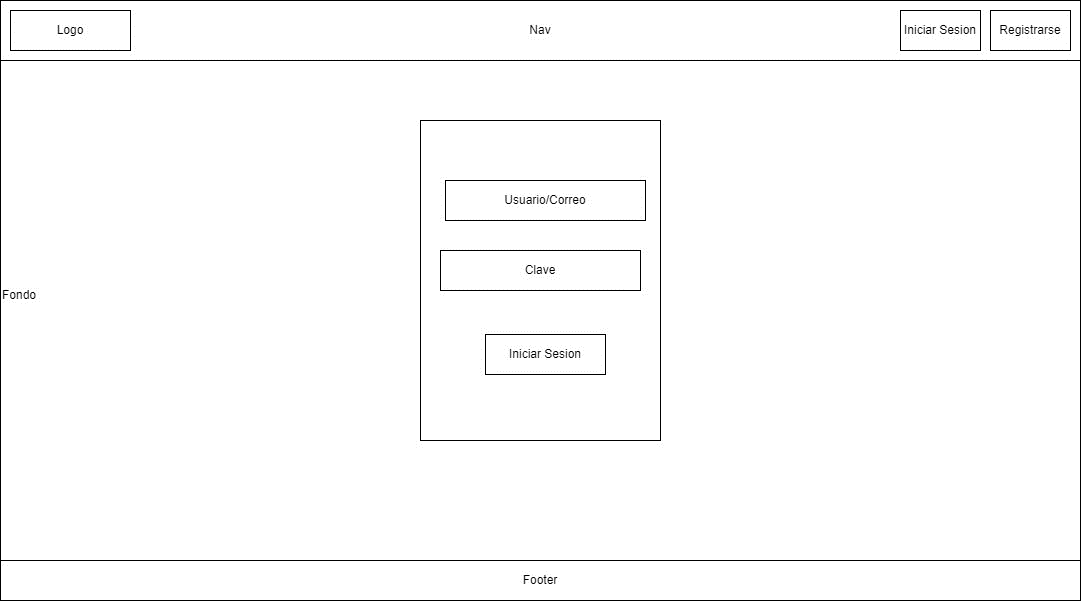 Logo
Nav
Iniciar Sesion
Registrarse
Usuario/Correo
Clave
Fondo
Iniciar Sesion
Footer